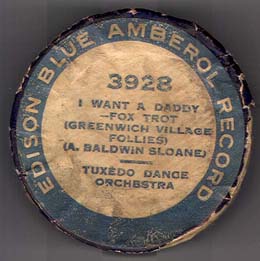 EDISON BLUE AMBEROL RECORD
3928
I WANT A DADDY
—FOX TROT
(GREENWICH VILLAGE
FOLLIES)
(A. BALDWIN SLOANE)
TUXEDO DANCE
ORCHESTRA